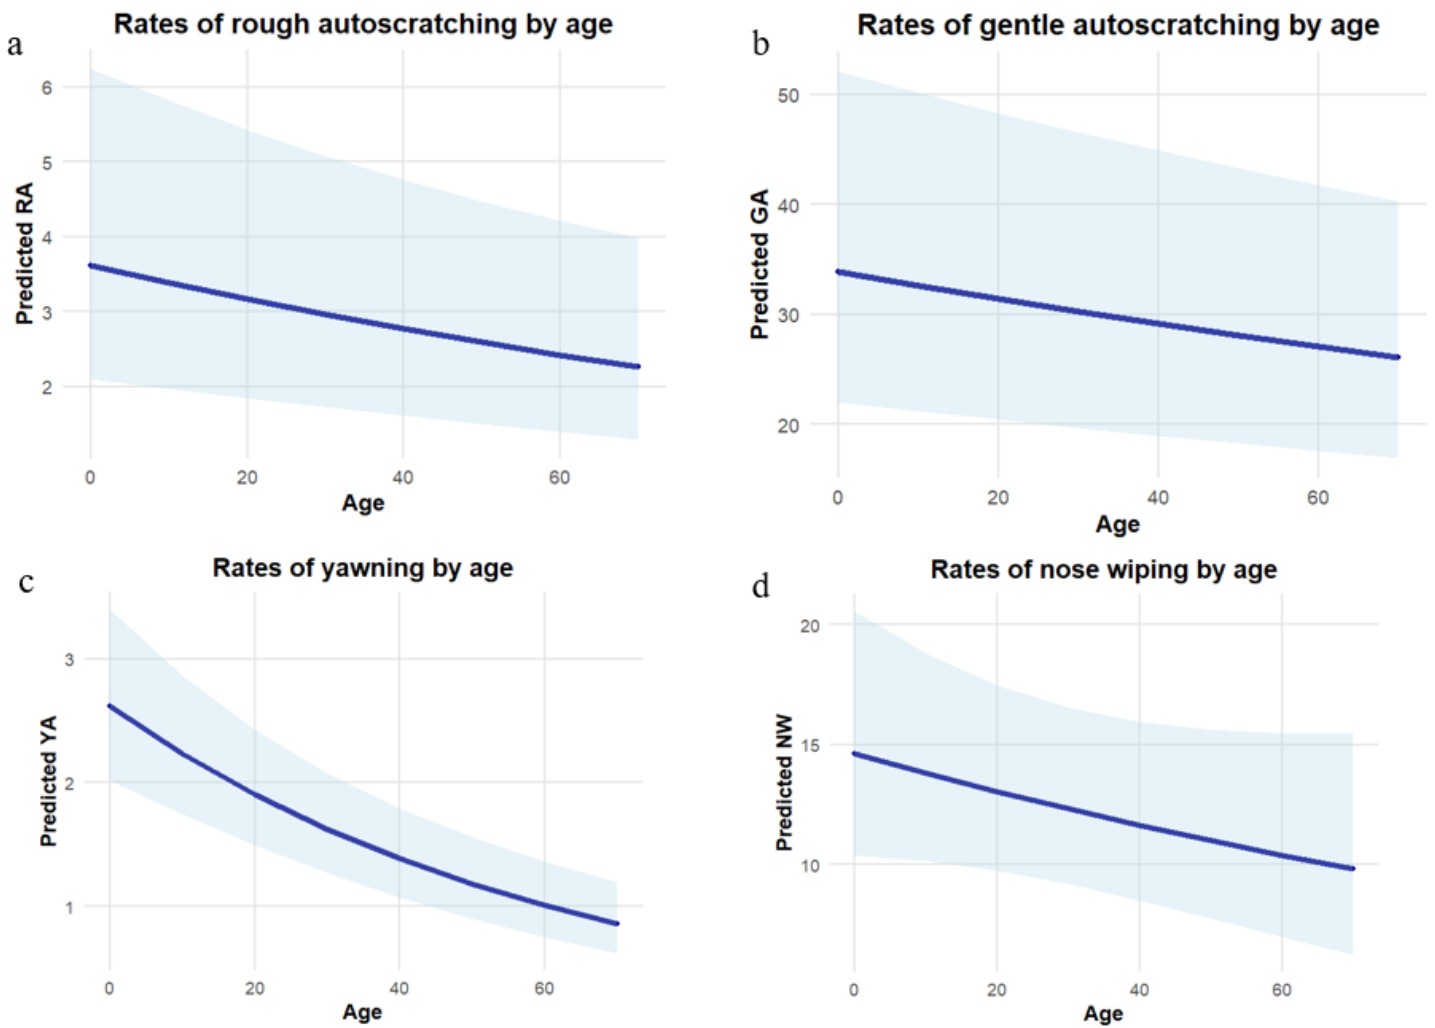 a
Rates of rough autoscratching by age
Predicted RA
6
5
4
3
2
0 20 40 60
Age
b
Rates of gentle autoscratching by age
Predicted GA
50
40
30
20
0 20 40 60
Age
c
Rates of yawning by age
Predicted YA
3
2
1
0 20 40 60
Age
d
Rates of nose wiping by age
Predicted NW
20
15
10
0 20 40 60
Age